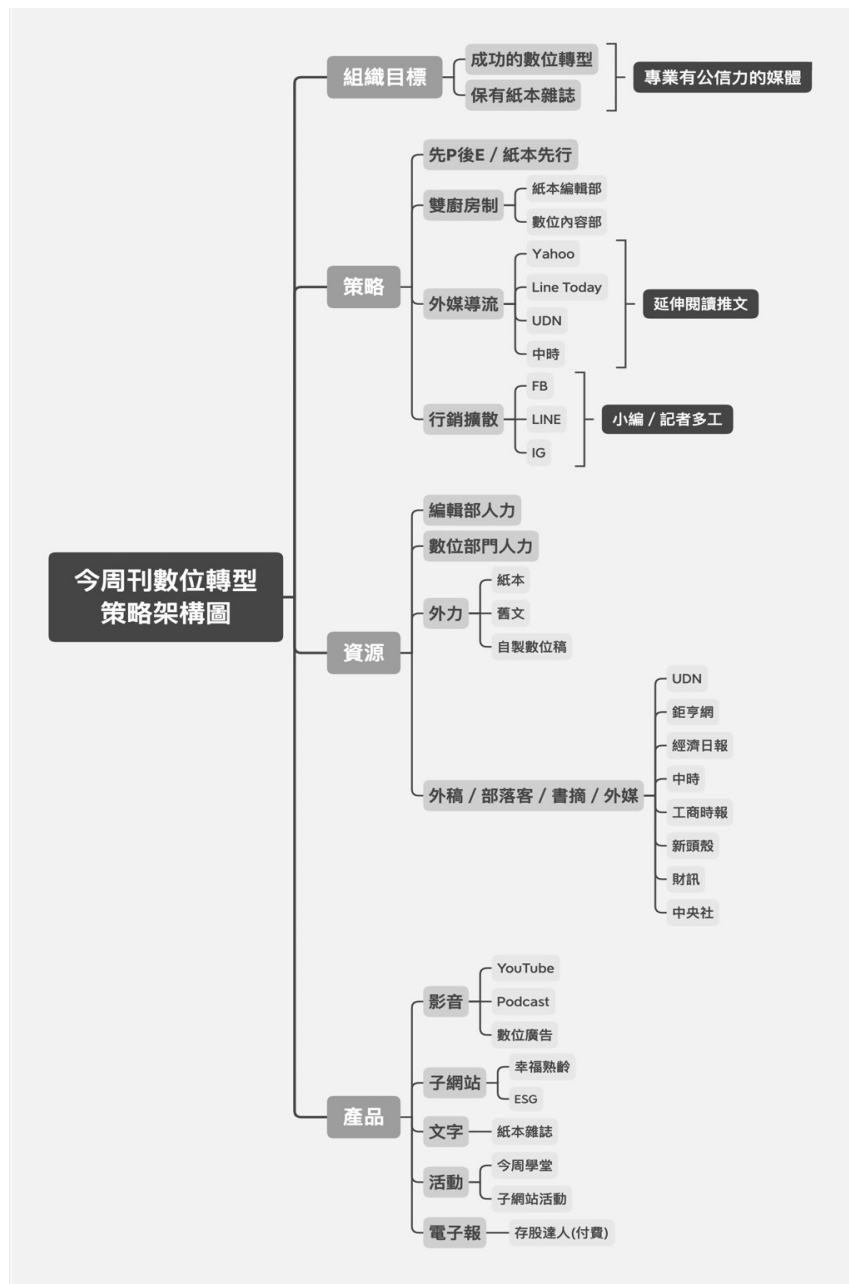 今周刊數位轉型
策略架構圖
組織目標
成功的數位轉型
保有紙本雜誌
專業有公信力的媒體
策略
先P後E / 紙本先行
雙廚房制
紙本編輯部
數位內容部
外媒導流
Yahoo
Line Today
UDN
中時
延伸閱讀推文
行銷擴散
FB
LINE
IG
小編 / 記者多工
資源
編輯部人力
數位部門人力
外力
紙本
舊文
自製數位稿
外稿 / 部落客 / 書摘 / 外媒
UDN
鉅亨網
經濟日報
中時
工商時報
新頭殼
財訊
中央社
產品
影音
YouTube
Podcast
數位廣告
子網站
幸福熟齡
ESG
文字
紙本雜誌
活動
今周學堂
子網站活動
電子報
存股達人(付費)